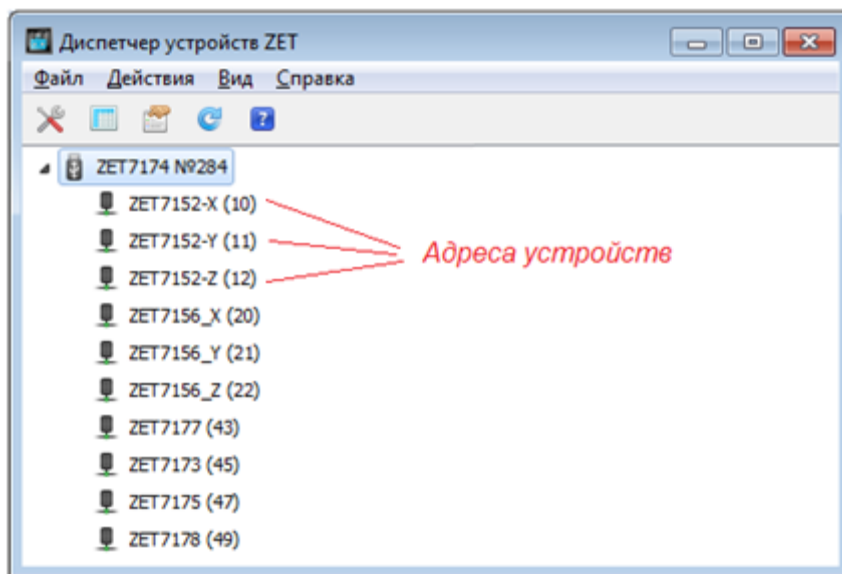 Диспетчер устройств ZET
Файл Действия Вид Справка
ZET7174 №284
ZET7152-X (10)
ZET7152-Y (11)
Адреса устройств
ZET7152-Z (12)
ZET7156_X (20)
ZET7156_Y (21)
ZET7156_Z (22)
ZET7177 (43)
ZET7173 (45)
ZET7175 (47)
ZET7178 (49)